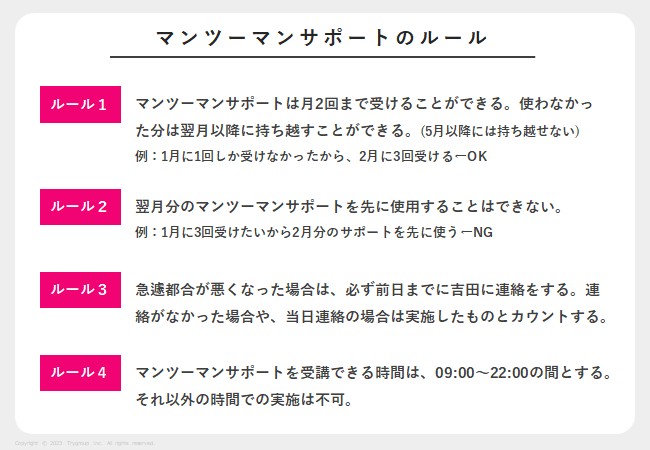 マンツーマンサポートのルール
ルール1
マンツーマンサポートは月2回まで受けることができる。使わなかっ
た分は翌月以降に持ち越すことができる。(5月以降には持ち越せない)
例：1月に1回しか受けなかったから、2月に3回受ける←OK
ルール2
翌月分のマンツーマンサポートを先に使用することはできない。
例：1月に3回受けたいから2月分のサポートを先に使う←NG
ルール3
急遽都合が悪くなった場合は、必ず前日までに吉田に連絡をする。連
絡がなかった場合や、当日連絡の場合は実施したものとカウントする。
ルール4
マンツーマンサポートを受講できる時間は、09:00〜22:00の間とする。
それ以外の時間での実施は不可。
Copyright © 2023 All rights reserved